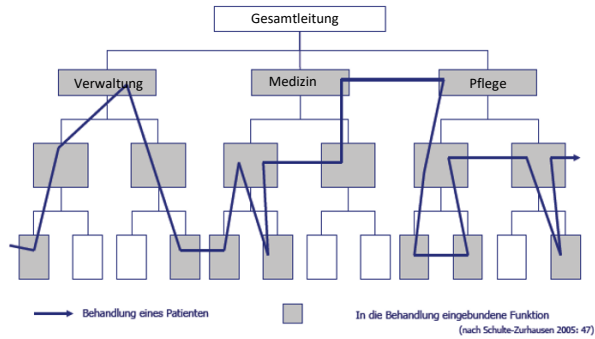 Gesamtleitung
Verwaltung
Medizin
Pflege
Behandlung eines Patienten
In die Behandlung eingebundene Funktion
(nach Schulte-Zurhausen 2005: 47)